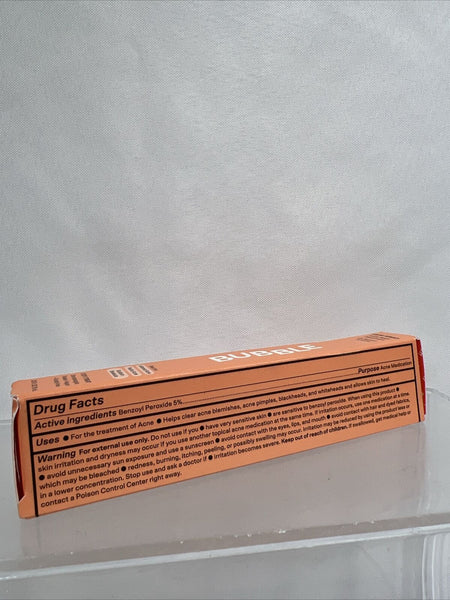 BUBBLE
Drug Facts
Active Ingredients Benzoyl Peroxide 5% Purpose Acne Medication
Uses • For the treatment of Acne • Helps clear acne blemishes, acne pimples, blackheads, and whiteheads and allows skin to heal.
Warning For external use only. Do not use if you • have very sensitive skin • are sensitive to benzoyl peroxide. When using this product •
skin irritation and dryness may occur if you use another topical acne medication at the same time. If irritation occurs, use one medication at a time.
• avoid unnecessary sun exposure and use a sunscreen • avoid contact with the eyes, lips, and mouth • avoid contact with hair and dyed fabrics,
which may be bleached • redness, burning, itching, peeling, or possibly swelling may occur. Irritation may be reduced by using the product less or
in a lower concentration. Stop use and ask a doctor if • irritation becomes severe. Keep out of reach of children. If swallowed, get medical help or
contact a Poison Control Center right away.